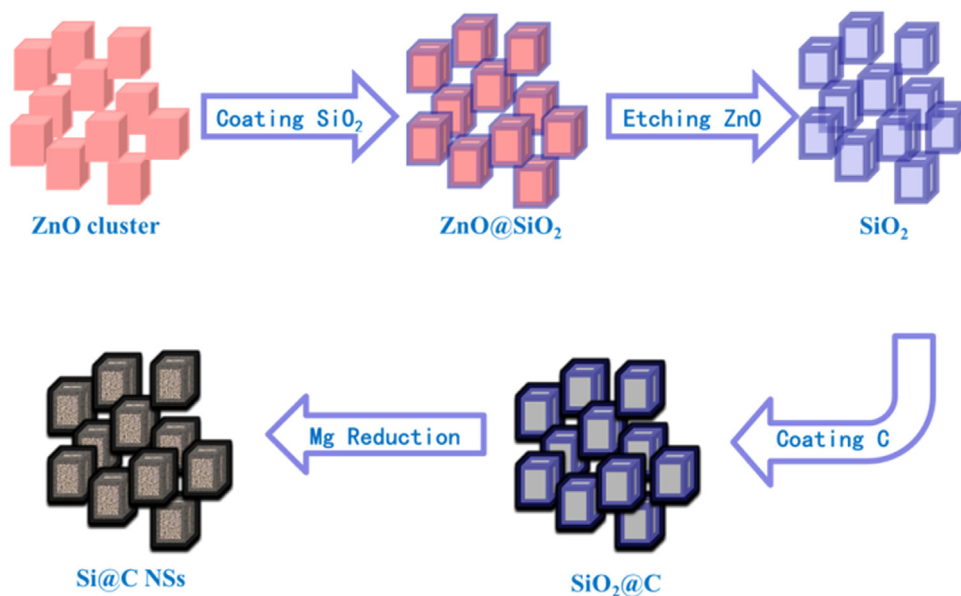 Coating SiO₂
Etching ZnO
ZnO cluster
ZnO@SiO₂
SiO₂
Mg Reduction
Coating C
Si@C NSs
SiO₂@C